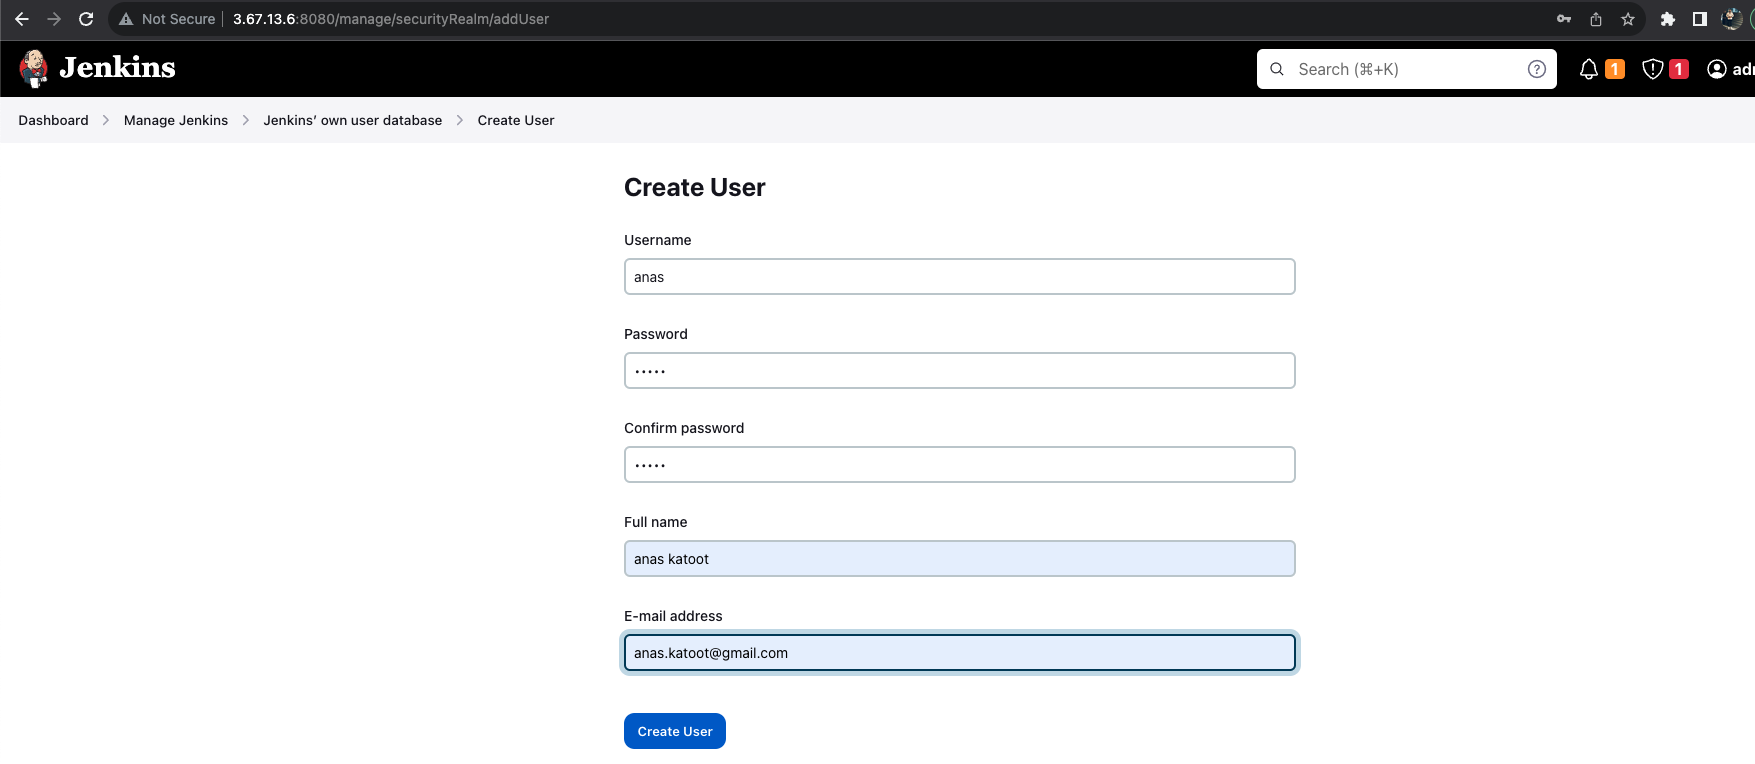 Not Secure 3.67.13.6:8080/manage/securityRealm/addUser
Jenkins Search (⌘+K) ? 1 1 adr
Dashboard Manage Jenkins Jenkins’ own user database Create User
Create User
Username
anas
Password
•••••
Confirm password
•••••
Full name
anas katoot
E-mail address
anas.katoot@gmail.com
Create User